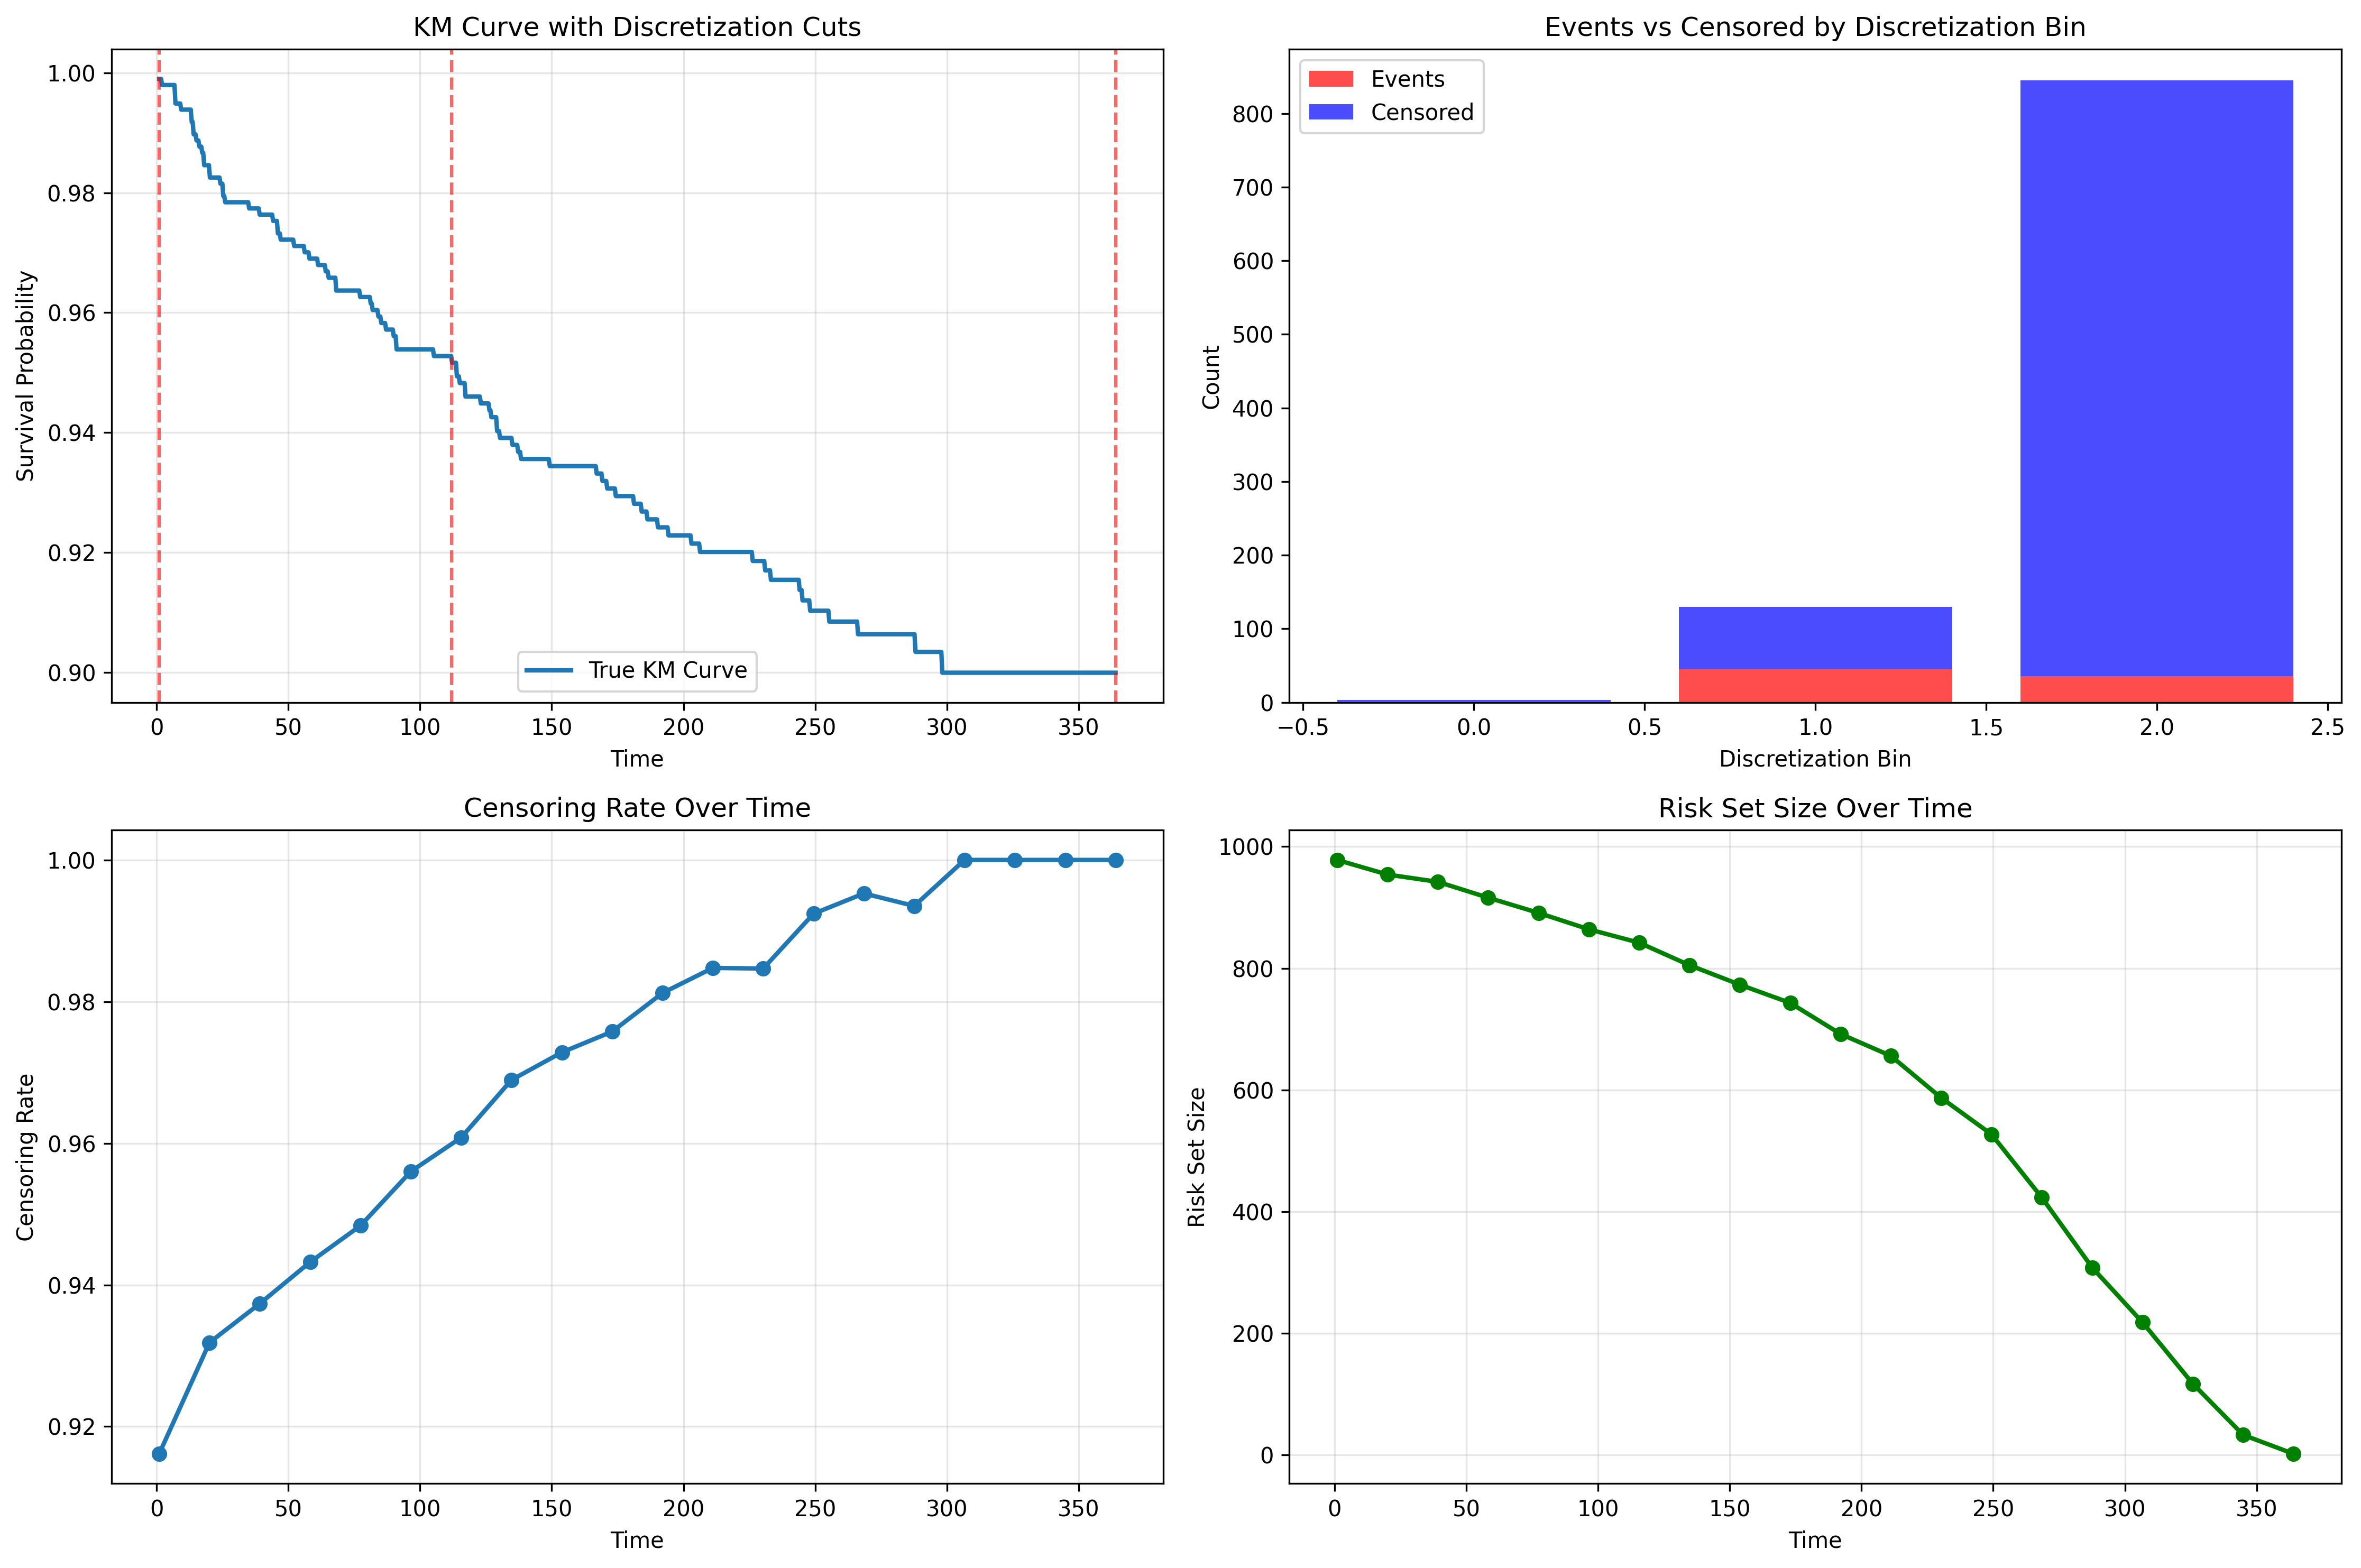 KM Curve with Discretization Cuts
1.00
0.98
0.96
0.94
0.92
0.90
Survival Probability
True KM Curve
0 50 100 150 200 250 300 350
Time
Events vs Censored by Discretization Bin
Events
Censored
800
700
600
500
400
300
200
100
0
Count
−0.5 0.0 0.5 1.0 1.5 2.0 2.5
Discretization Bin
Censoring Rate Over Time
1.00
0.98
0.96
0.94
0.92
Censoring Rate
0 50 100 150 200 250 300 350
Time
Risk Set Size Over Time
1000
800
600
400
200
0
Risk Set Size
0 50 100 150 200 250 300 350
Time